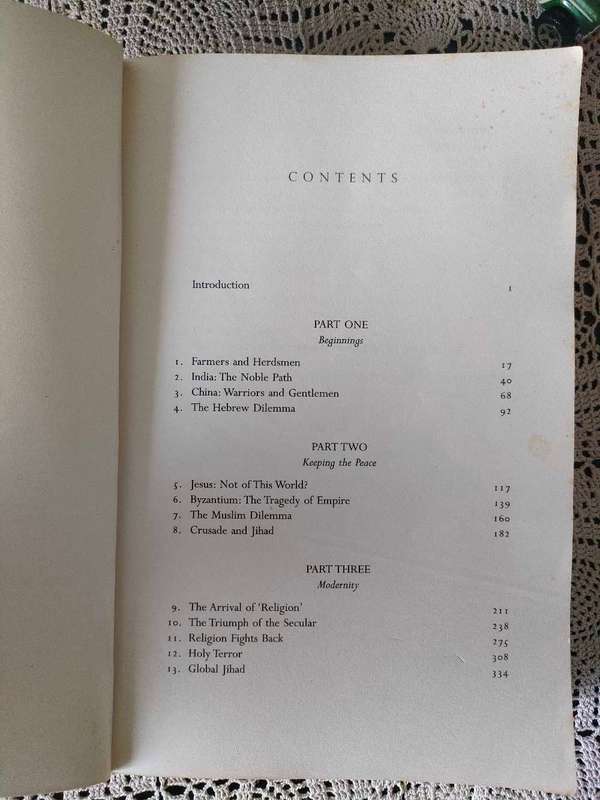 CONTENTS
Introduction 1
PART ONE
Beginnings
1. Farmers and Herdsmen 17
2. India: The Noble Path 40
3. China: Warriors and Gentlemen 68
4. The Hebrew Dilemma 92
PART TWO
Keeping the Peace
5. Jesus: Not of This World? 117
6. Byzantium: The Tragedy of Empire 139
7. The Muslim Dilemma 160
8. Crusade and Jihad 182
PART THREE
Modernity
9. The Arrival of ‘Religion’ 211
10. The Triumph of the Secular 238
11. Religion Fights Back 275
12. Holy Terror 308
13. Global Jihad 334